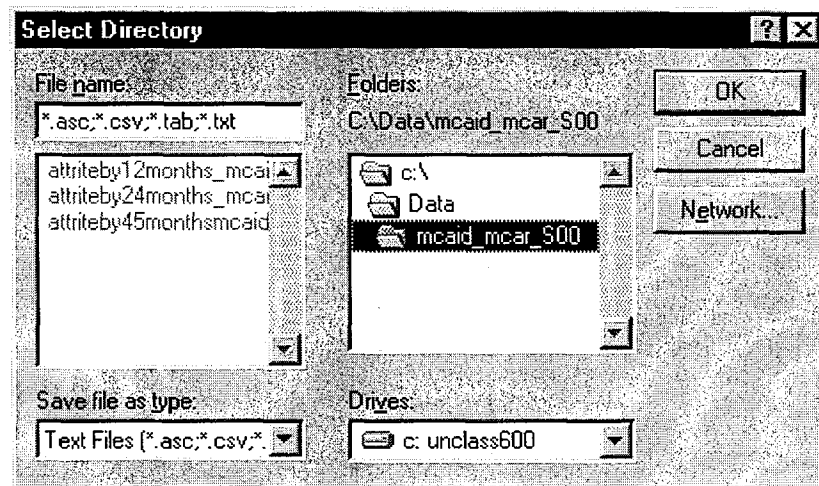 Select Directory
File name:
*.asc;*.csv;*.tab;*.txt
attriteby12months_mcai
attriteby24months_mcar
attriteby45monthsmcaid
Save file as type:
Text Files (*.asc;*.csv;*.
Folders:
C:\Data\mcaid_mcar_S00
c:\
Data
mcaid_mcar_S00
Drives:
c: unclass600
OK
Cancel
Network...